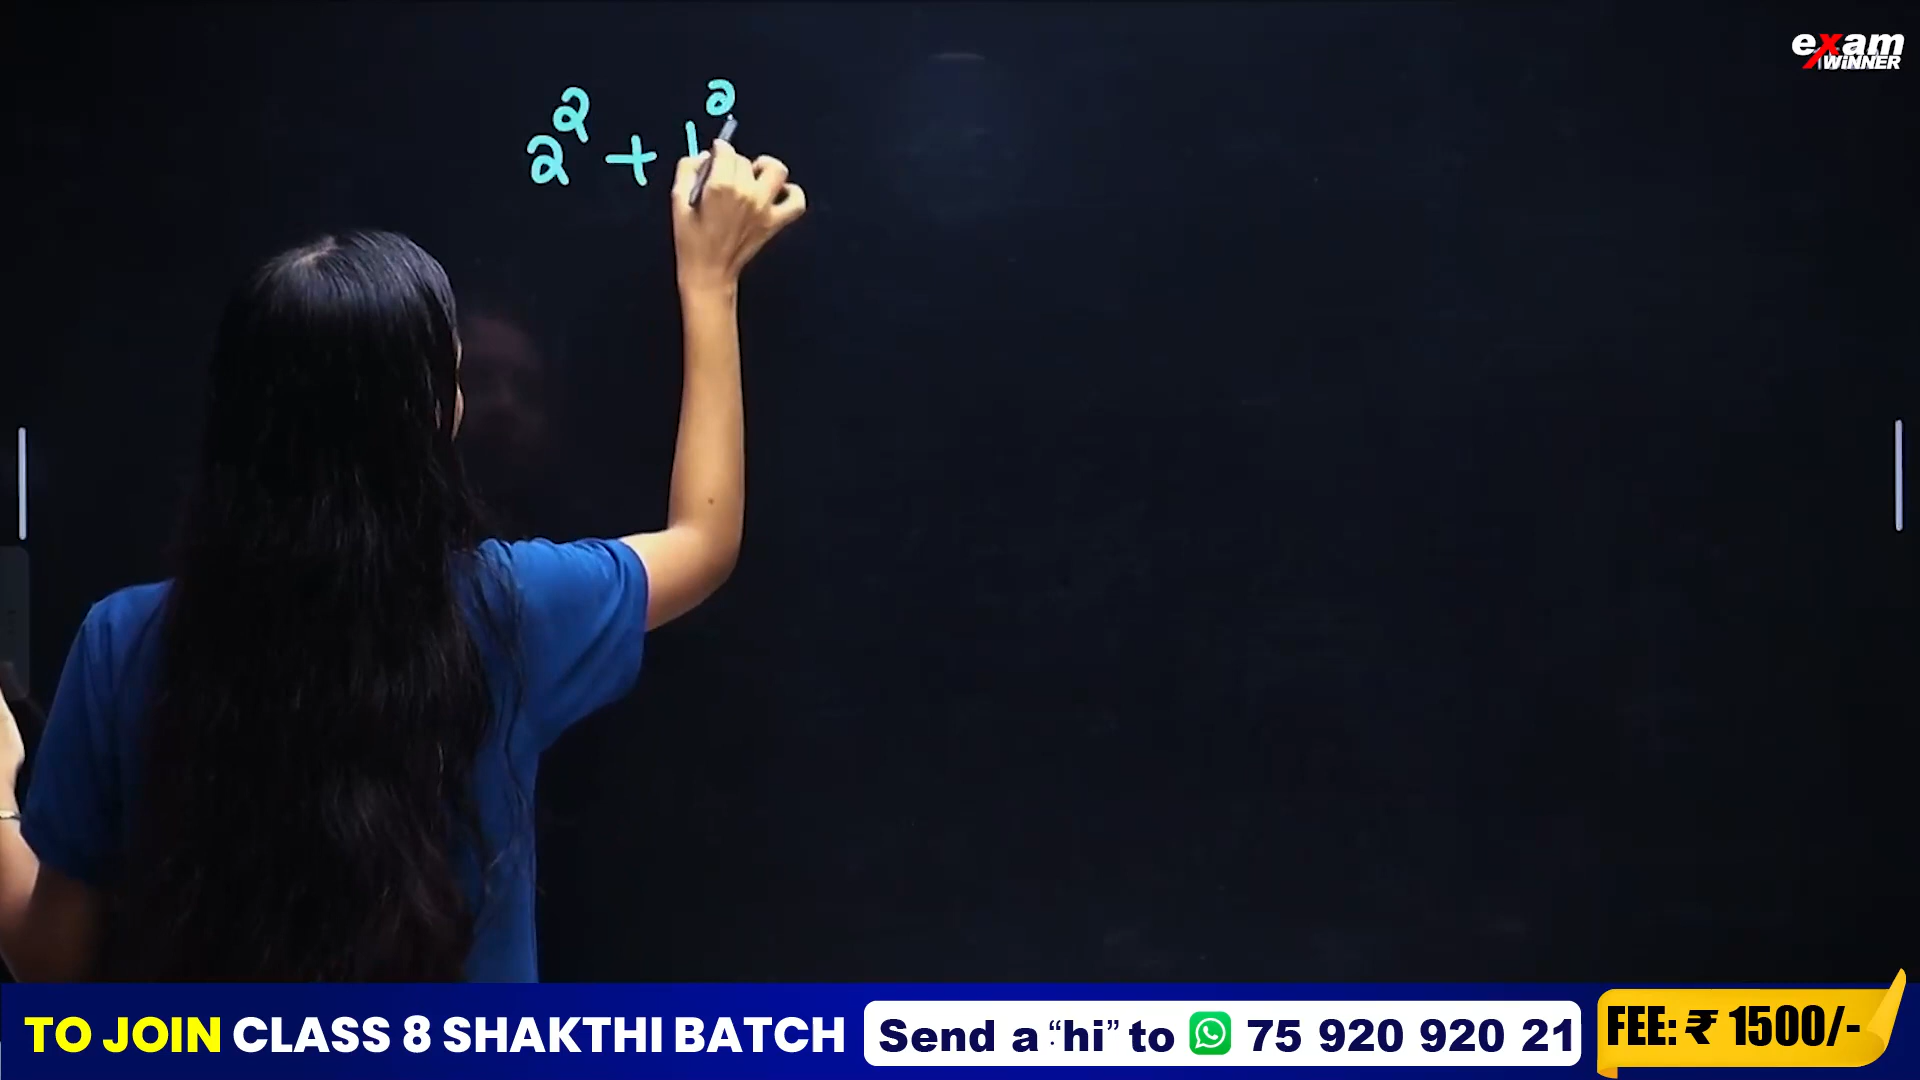 exam
WINNER
2² + 1²
TO JOIN CLASS 8 SHAKTHI BATCH
Send a “hi” to 75 920 920 21
FEE: ₹ 1500/-